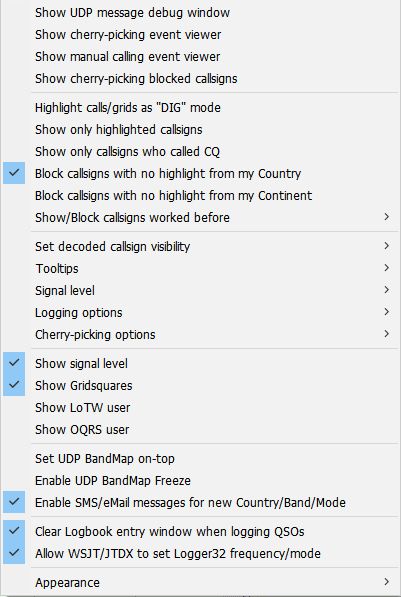 Show UDP message debug window
Show cherry-picking event viewer
Show manual calling event viewer
Show cherry-picking blocked callsigns
Highlight calls/grids as "DIG" mode
Show only highlighted callsigns
Show only callsigns who called CQ
Block callsigns with no highlight from my Country
Block callsigns with no highlight from my Continent
Show/Block callsigns worked before
Set decoded callsign visibility
Tooltips
Signal level
Logging options
Cherry-picking options
Show signal level
Show Gridsquares
Show LoTW user
Show OQRS user
Set UDP BandMap on-top
Enable UDP BandMap Freeze
Enable SMS/eMail messages for new Country/Band/Mode
Clear Logbook entry window when logging QSOs
Allow WSJT/JTDX to set Logger32 frequency/mode
Appearance